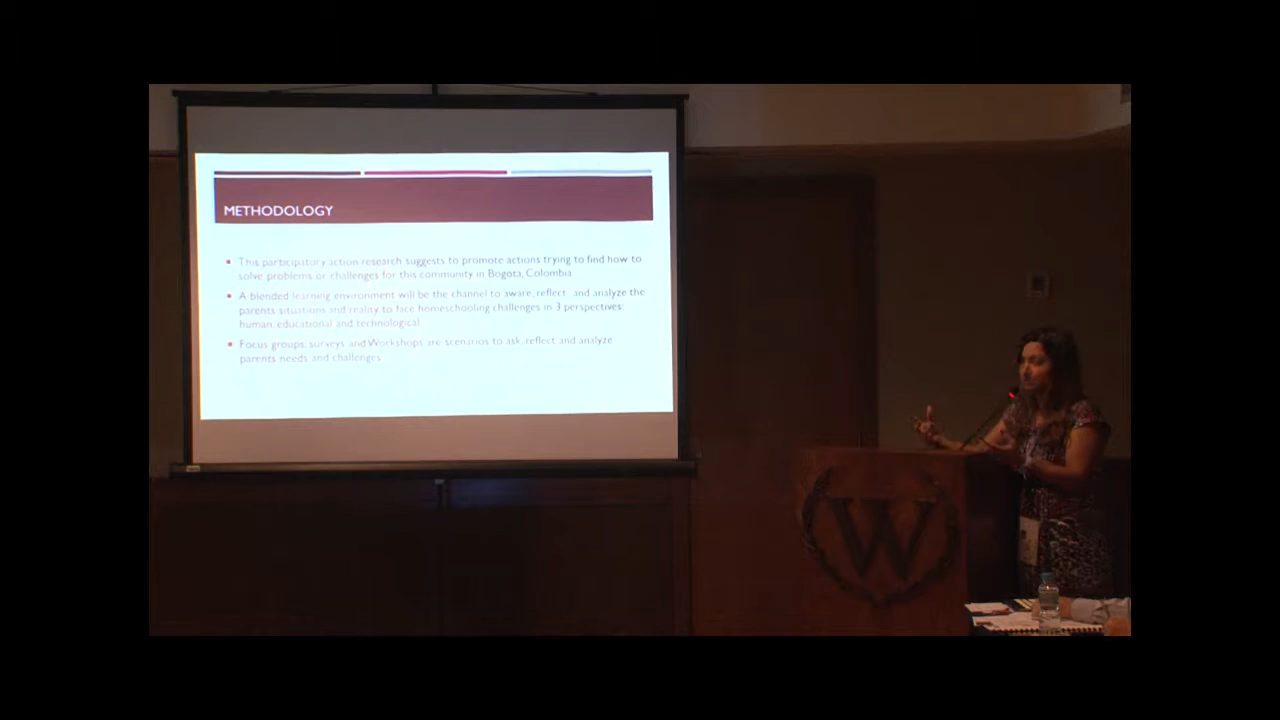 METHODOLOGY
This participatory action research suggests to promote actions trying to find how to
solve problems or challenges for this community in Bogota, Colombia
A blended learning environment will be the channel to aware, reflect and analyze the
parents situations and reality to face homeschooling challenges in 3 perspectives:
human, educational and technological.
Focus groups, surveys and Workshops are scenarios to ask, reflect and analyze
parents needs and challenges
W